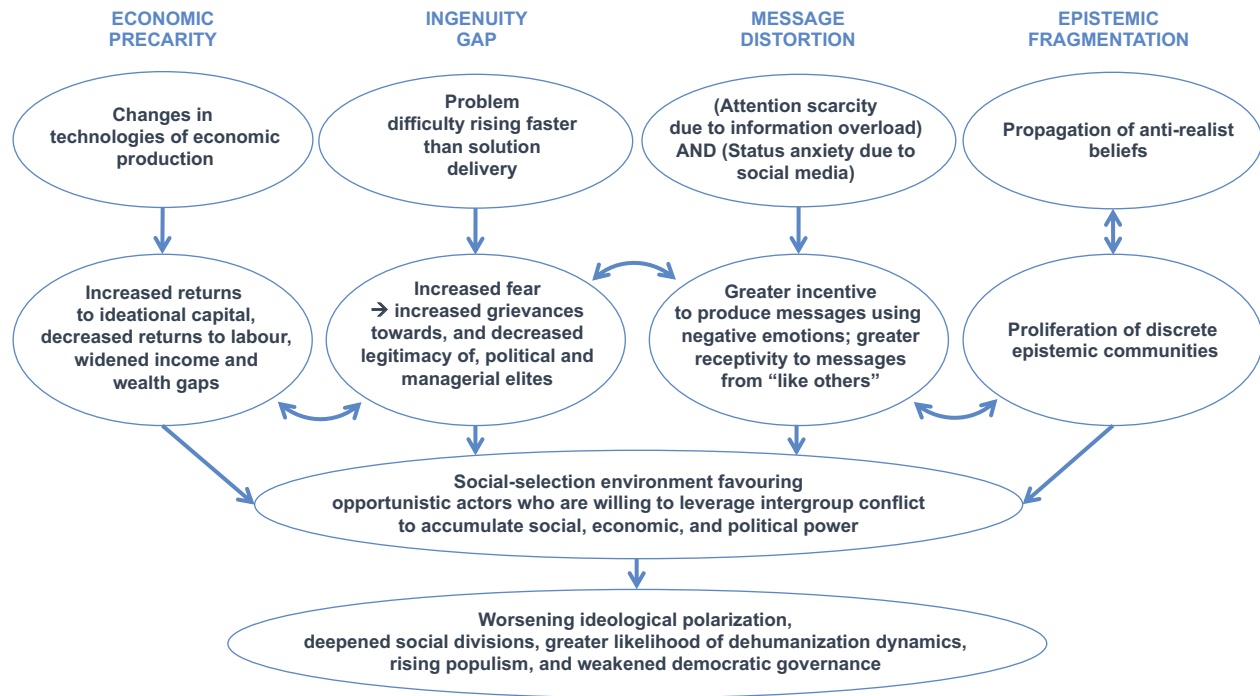 ECONOMIC
PRECARITY
INGENUITY
GAP
MESSAGE
DISTORTION
EPISTEMIC
FRAGMENTATION
Changes in
technologies of economic
production
Problem
difficulty rising faster
than solution
delivery
(Attention scarcity
due to information overload)
AND (Status anxiety due to
social media)
Propagation of anti-realist
beliefs
Increased returns
to ideational capital,
decreased returns to labour,
widened income and
wealth gaps
Increased fear
→ increased grievances
towards, and decreased
legitimacy of, political and
managerial elites
Greater incentive
to produce messages using
negative emotions; greater
receptivity to messages
from “like others”
Proliferation of discrete
epistemic communities
Social-selection environment favouring
opportunistic actors who are willing to leverage intergroup conflict
to accumulate social, economic, and political power
Worsening ideological polarization,
deepened social divisions, greater likelihood of dehumanization dynamics,
rising populism, and weakened democratic governance